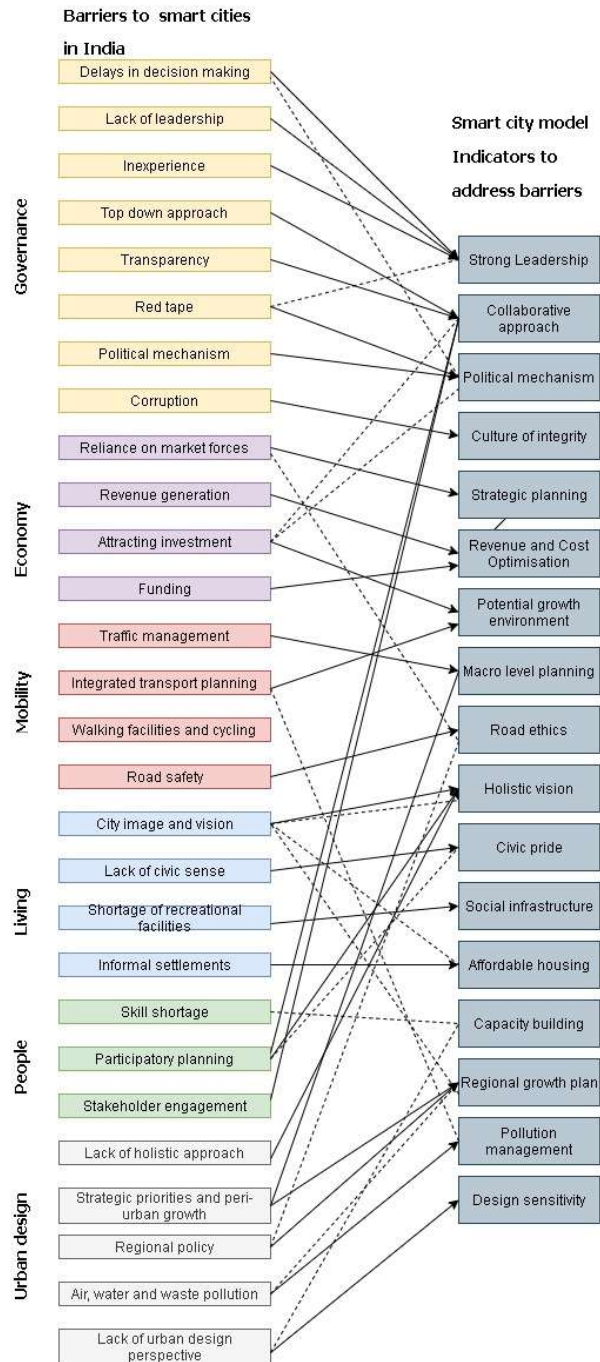 Barriers to smart cities
in India
Governance
Delays in decision making
Lack of leadership
Inexperience
Top down approach
Transparency
Red tape
Political mechanism
Corruption
Economy
Reliance on market forces
Revenue generation
Attracting investment
Funding
Mobility
Traffic management
Integrated transport planning
Walking facilities and cycling
Road safety
Living
City image and vision
Lack of civic sense
Shortage of recreational
facilities
Informal settlements
People
Skill shortage
Participatory planning
Stakeholder engagement
Urban design
Lack of holistic approach
Strategic priorities and peri-
urban growth
Regional policy
Air, water and waste pollution
Lack of urban design
perspective
Smart city model
Indicators to
address barriers
Strong Leadership
Collaborative
approach
Political mechanism
Culture of integrity
Strategic planning
Revenue and Cost
Optimisation
Potential growth
environment
Macro level planning
Road ethics
Holistic vision
Civic pride
Social infrastructure
Affordable housing
Capacity building
Regional growth plan
Pollution
management
Design sensitivity